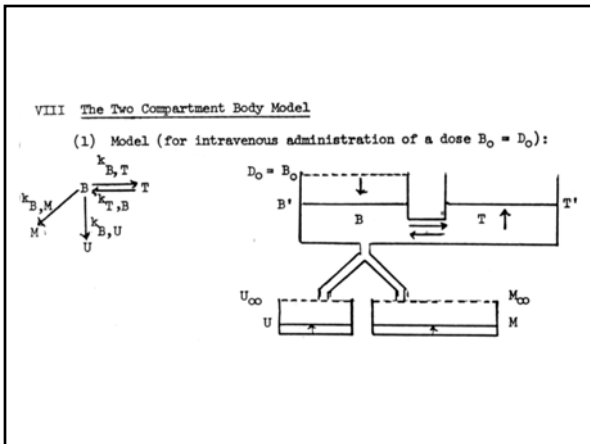 VIII The Two Compartment Body Model
(1) Model (for intravenous administration of a dose B₀ = D₀):
k_B,T
B T
k_B,M k_T,B
M k_B,U
U
D₀ = B₀
B' T'
B T
U∞ M∞
U M